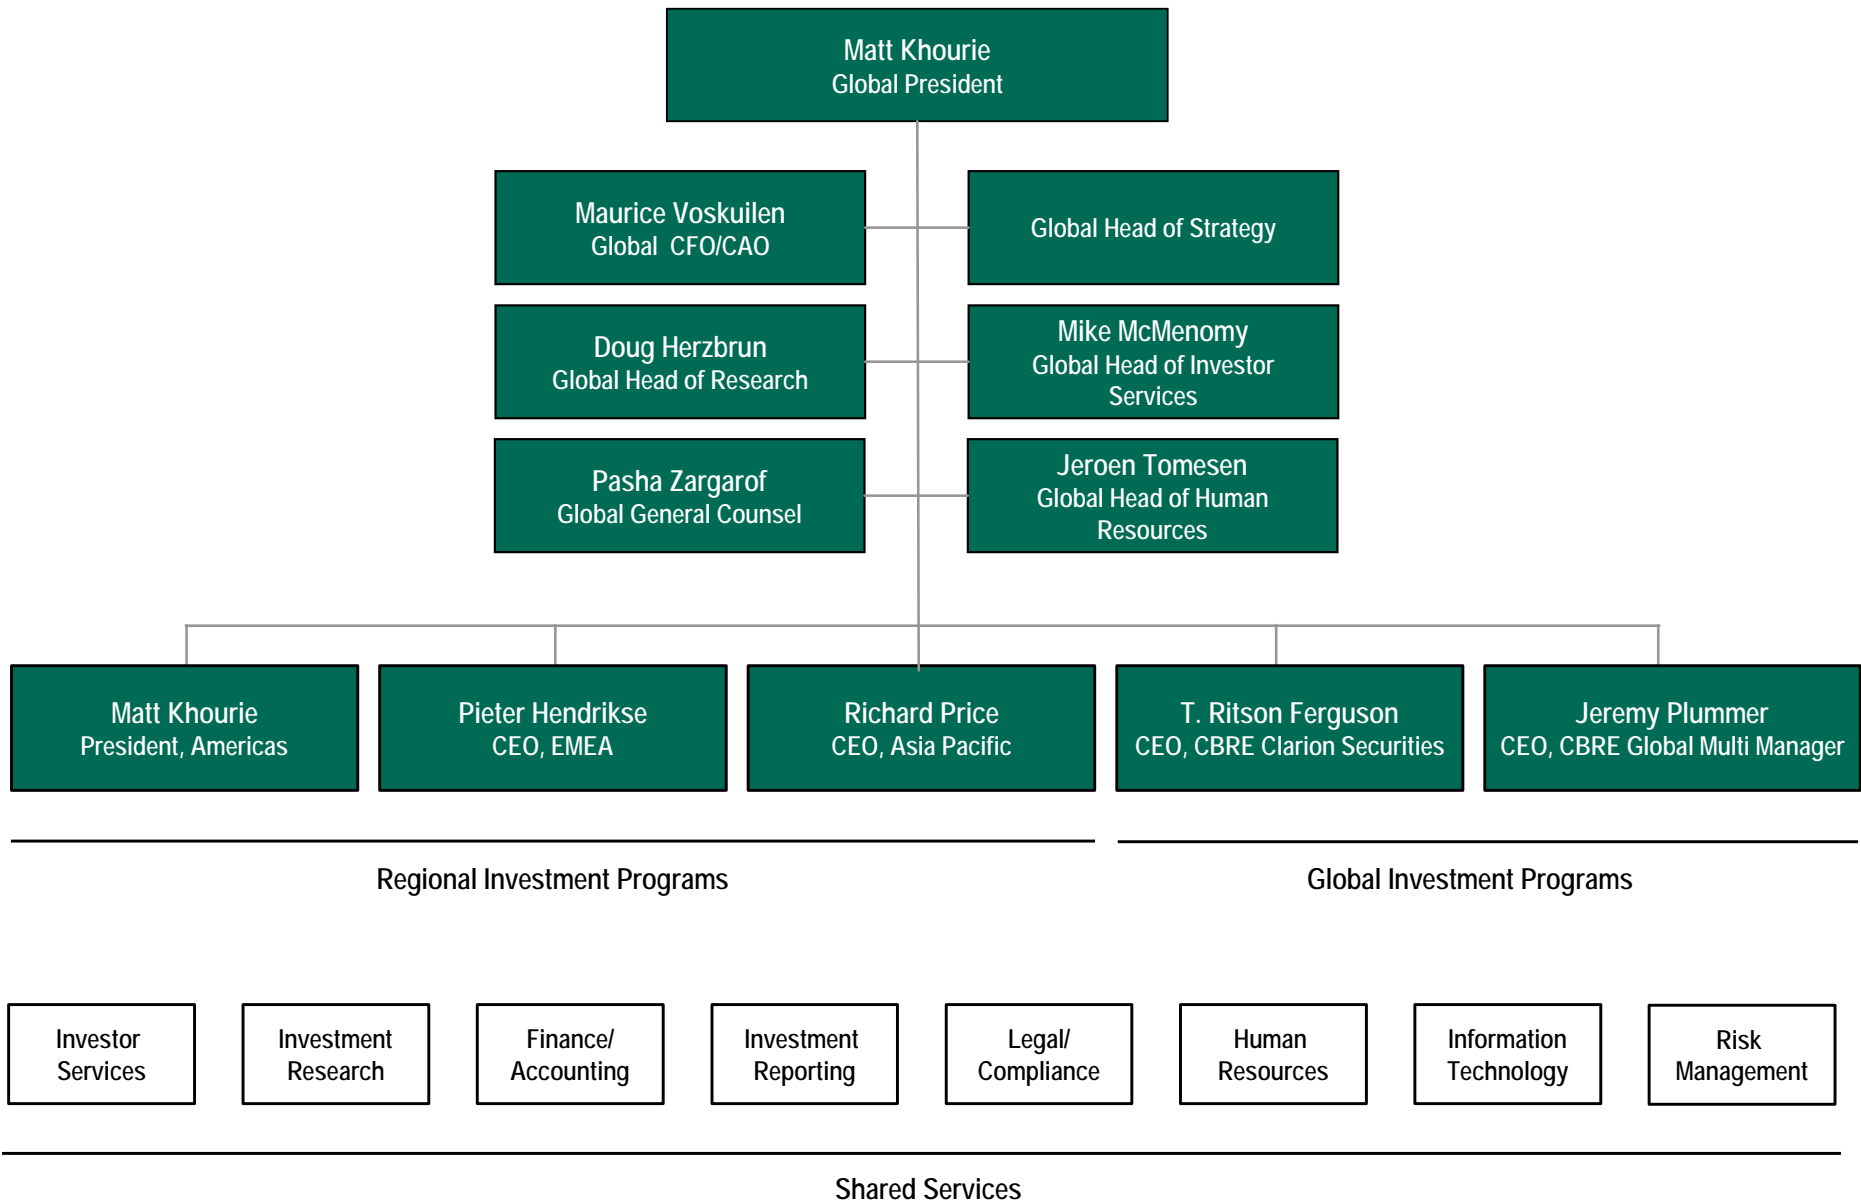 Matt Khourie
Global President
Maurice Voskuilen
Global CFO/CAO
Global Head of Strategy
Doug Herzbrun
Global Head of Research
Mike McMenomy
Global Head of Investor
Services
Pasha Zargarof
Global General Counsel
Jeroen Tomesen
Global Head of Human
Resources
Matt Khourie
President, Americas
Pieter Hendrikse
CEO, EMEA
Richard Price
CEO, Asia Pacific
T. Ritson Ferguson
CEO, CBRE Clarion Securities
Jeremy Plummer
CEO, CBRE Global Multi Manager
Regional Investment Programs
Global Investment Programs
Investor
Services
Investment
Research
Finance/
Accounting
Investment
Reporting
Legal/
Compliance
Human
Resources
Information
Technology
Risk
Management
Shared Services